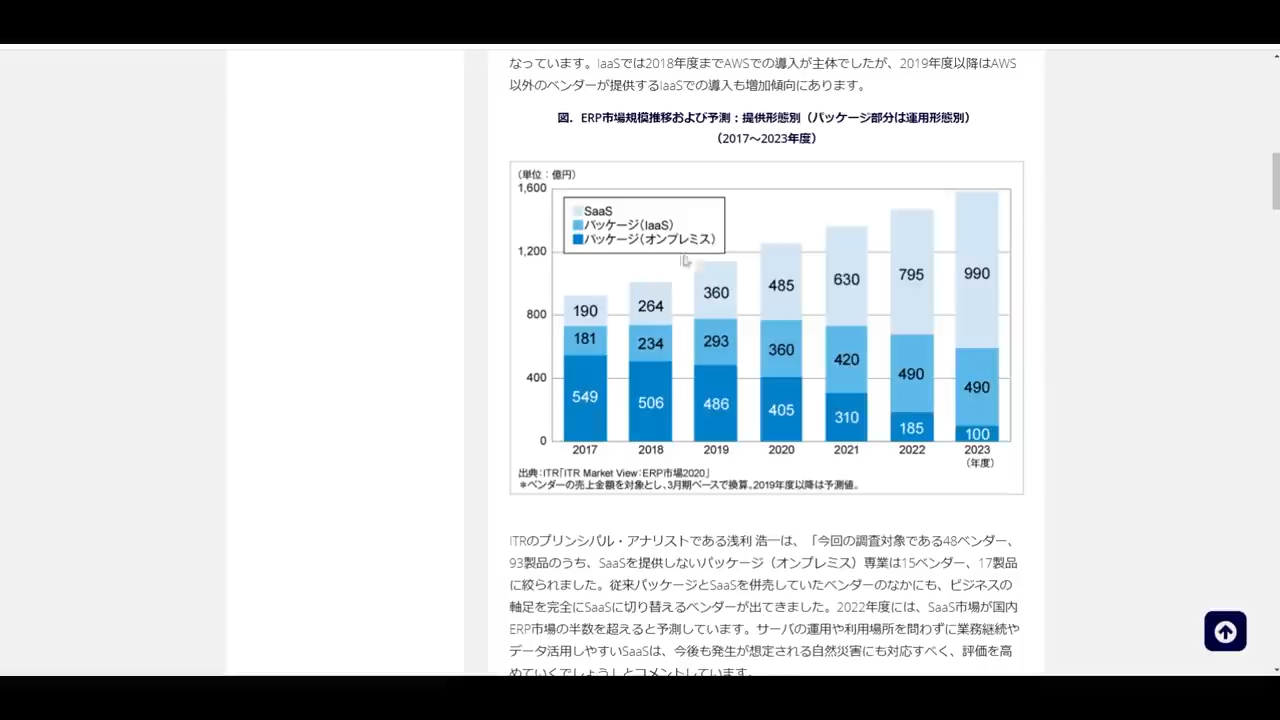 なっています。IaaSでは2018年度までAWSでの導入が主体でしたが、2019年度以降はAWS
以外のベンダーが提供するIaaSでの導入も増加傾向にあります。
図．ERP市場規模推移および予測：提供形態別（パッケージ部分は運用形態別）
（2017～2023年度）
（単位：億円）
1,600
1,200
800
400
0
SaaS
パッケージ（IaaS）
パッケージ（オンプレミス）
190 264 360 485 630 795 990
181 234 293 360 420 490 490
549 506 486 405 310 185 100
2017 2018 2019 2020 2021 2022 2023
（年度）
出典：ITR「ITR Market View：ERP市場2020」
＊ベンダーの売上金額を対象とし、3月期ベースで換算。2019年度以降は予測値。
ITRのプリンシパル・アナリストである浅利 浩一は、「今回の調査対象である48ベンダー、
93製品のうち、SaaSを提供しないパッケージ（オンプレミス）専業は15ベンダー、17製品
に絞られました。従来パッケージとSaaSを併売していたベンダーのなかにも、ビジネスの
軸足を完全にSaaSに切り替えるベンダーが出てきました。2022年度には、SaaS市場が国内
ERP市場の半数を超えると予測しています。サーバの運用や利用場所を問わずに業務継続や
データ活用しやすいSaaSは、今後も発生が想定される自然災害にも対応すべく、評価を高
めていくでしょう」とコメントしています。